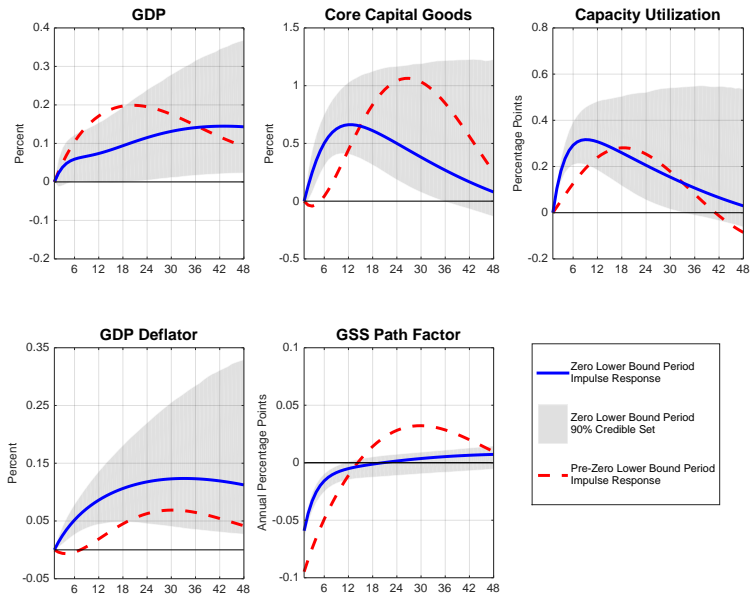 GDP
Percent
0.4
0.3
0.2
0.1
0
0.1
-0.2
6 12 18 24 30 36 42 48
Core Capital Goods
Percent
1.5
1
0.5
0
-0.5
6 12 18 24 30 36 42 48
Capacity Utilization
Percentage Points
0.8
0.6
0.4
0.2
0
-0.2
6 12 18 24 30 36 42 48
GDP Deflator
Percent
0.35
0.25
0.15
0.05
-0.05
6 12 18 24 30 36 42 48
GSS Path Factor
Annual Percentage Points
0.1
0.05
0
-0.05
-0.1
6 12 18 24 30 36 42 48
Zero Lower Bound Period
Impulse Response
Zero Lower Bound Period
90% Credible Set
Pre-Zero Lower Bound Period
Impulse Response